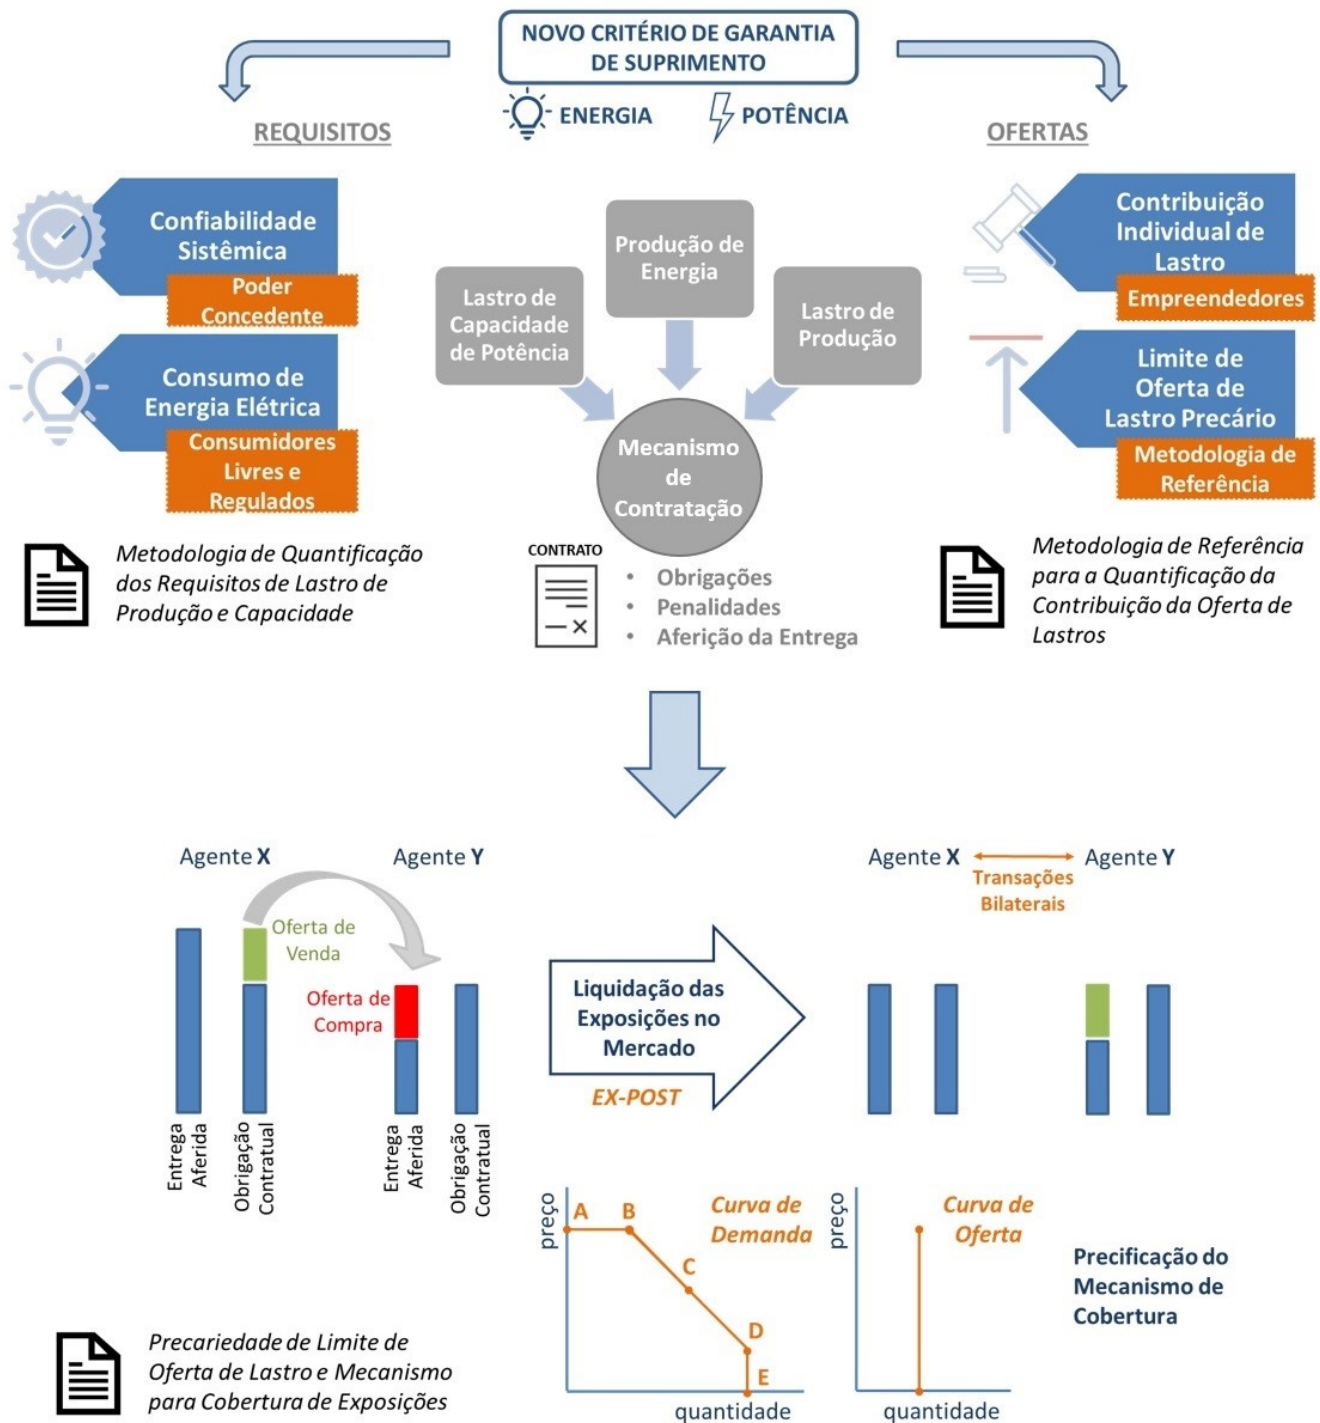 NOVO CRITÉRIO DE GARANTIA
DE SUPRIMENTO
ENERGIA
POTÊNCIA
REQUISITOS
OFERTAS
Confiabilidade
Sistêmica
Poder
Concedente
Consumo de
Energia Elétrica
Consumidores
Livres e
Regulados
Metodologia de Quantificação
dos Requisitos de Lastro de
Produção e Capacidade
Lastro de
Capacidade
de Potência
Produção de
Energia
Lastro de
Produção
Mecanismo
de
Contratação
CONTRATO
• Obrigações
• Penalidades
• Aferição da Entrega
Contribuição
Individual de
Lastro
Empreendedores
Limite de
Oferta de
Lastro Precário
Metodologia de
Referência
Metodologia de Referência
para a Quantificação da
Contribuição da Oferta de
Lastros
Agente X
Agente Y
Oferta de
Venda
Oferta de
Compra
Entrega
Aferida
Obrigação
Contratual
Entrega
Aferida
Obrigação
Contratual
Liquidação das
Exposições no
Mercado
EX-POST
Agente X
Agente Y
Transações
Bilaterais
preço
A
B
C
D
E
Curva de
Demanda
quantidade
preço
Curva de
Oferta
quantidade
Precificação do
Mecanismo de
Cobertura
Precariedade de Limite de
Oferta de Lastro e Mecanismo
para Cobertura de Exposições